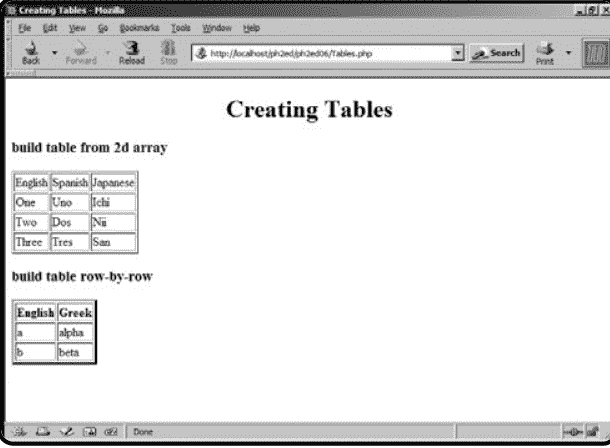 Creating Tables - Mozilla
File Edit View Go Bookmarks Tools Window Help
Back Forward Reload Stop http://localhost/ph2ed/ph2ed06/Tables.php Search Print
Creating Tables
build table from 2d array
English Spanish Japanese
One Uno Ichi
Two Dos Nii
Three Tres San
build table row-by-row
English Greek
a alpha
b beta
Done